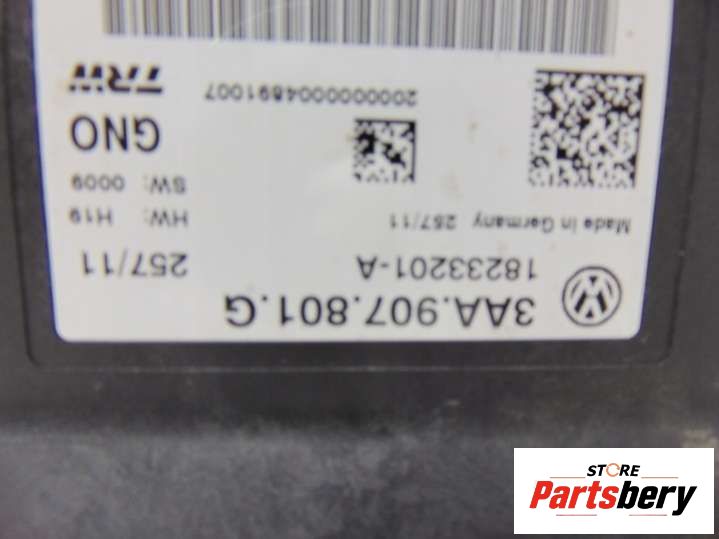 3AA.907.801.G
18233201-A
257/11
Made in Germany 257/11
HW: H19
SW: 0009
GNO
20000000004891007
TRW
STORE
Partsbery